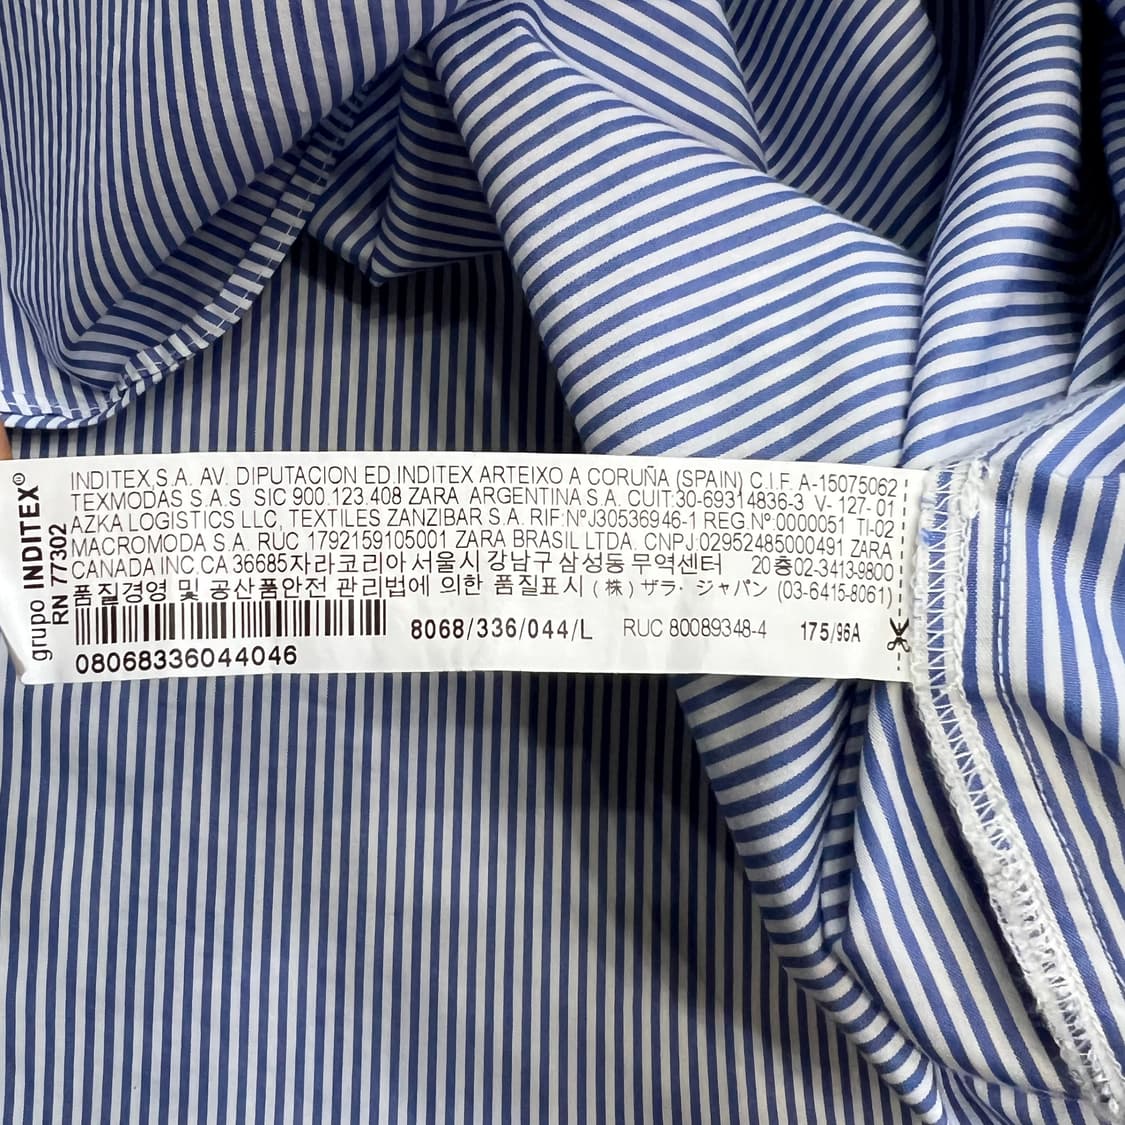 grupo INDITEX®
RN 77302
INDITEX,S.A. AV. DIPUTACION ED.INDITEX ARTEIXO A CORUÑA (SPAIN) C.I.F. A-15075062
TEXMODAS S.A.S SIC 900.123.408 ZARA ARGENTINA S.A. CUIT:30-69314836-3 V- 127- 01
AZKA LOGISTICS LLC, TEXTILES ZANZIBAR S.A. RIF:NºJ30536946-1 REG.Nº:0000051 TI-02
MACROMODA S.A. RUC 1792159105001 ZARA BRASIL LTDA. CNPJ:02952485000491 ZARA
CANADA INC.CA 36685자라코리아 서울시 강남구 삼성동 무역센터 20층02-3413-9800
품질경영 및 공산품안전 관리법에 의한 품질표시 (株) ザラ・ジャパン (03-6415-8061)
8068/336/044/L RUC 80089348-4 175/96A
08068336044046